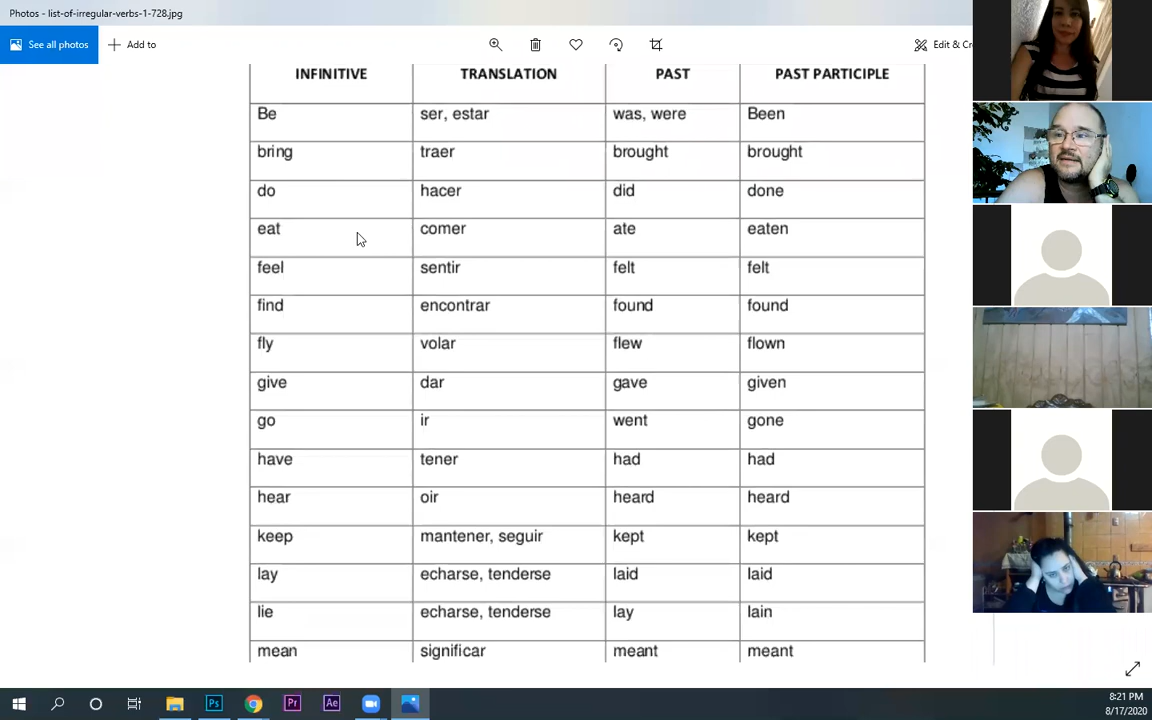 Photos - list-of-irregular-verbs-1-728.jpg
See all photos
Add to
Edit & Cr
INFINITIVE TRANSLATION PAST PAST PARTICIPLE
Be ser, estar was, were Been
bring traer brought brought
do hacer did done
eat comer ate eaten
feel sentir felt felt
find encontrar found found
fly volar flew flown
give dar gave given
go ir went gone
have tener had had
hear oir heard heard
keep mantener, seguir kept kept
lay echarse, tenderse laid laid
lie echarse, tenderse lay lain
mean significar meant meant
Ps Pr Ae
8:21 PM
8/17/2020